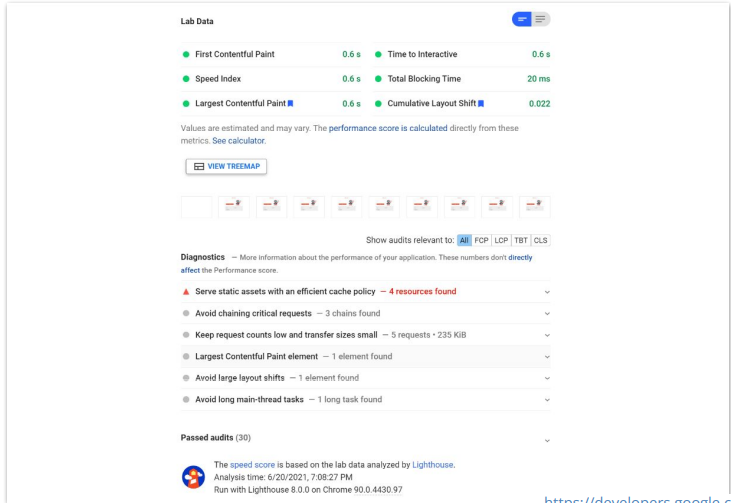 Lab Data
First Contentful Paint 0.6 s Time to Interactive 0.6 s
Speed Index 0.6 s Total Blocking Time 20 ms
Largest Contentful Paint 0.6 s Cumulative Layout Shift 0.022
Values are estimated and may vary. The performance score is calculated directly from these
metrics. See calculator.
VIEW TREEMAP
Show audits relevant to: All FCP LCP TBT CLS
Diagnostics — More information about the performance of your application. These numbers don't directly
affect the Performance score.
Serve static assets with an efficient cache policy — 4 resources found
Avoid chaining critical requests — 3 chains found
Keep request counts low and transfer sizes small — 5 requests • 235 KiB
Largest Contentful Paint element — 1 element found
Avoid large layout shifts — 1 element found
Avoid long main-thread tasks — 1 long task found
Passed audits (30)
The speed score is based on the lab data analyzed by Lighthouse.
Analysis time: 6/20/2021, 7:08:27 PM
Run with Lighthouse 8.0.0 on Chrome 90.0.4430.97
https://developers.google.c